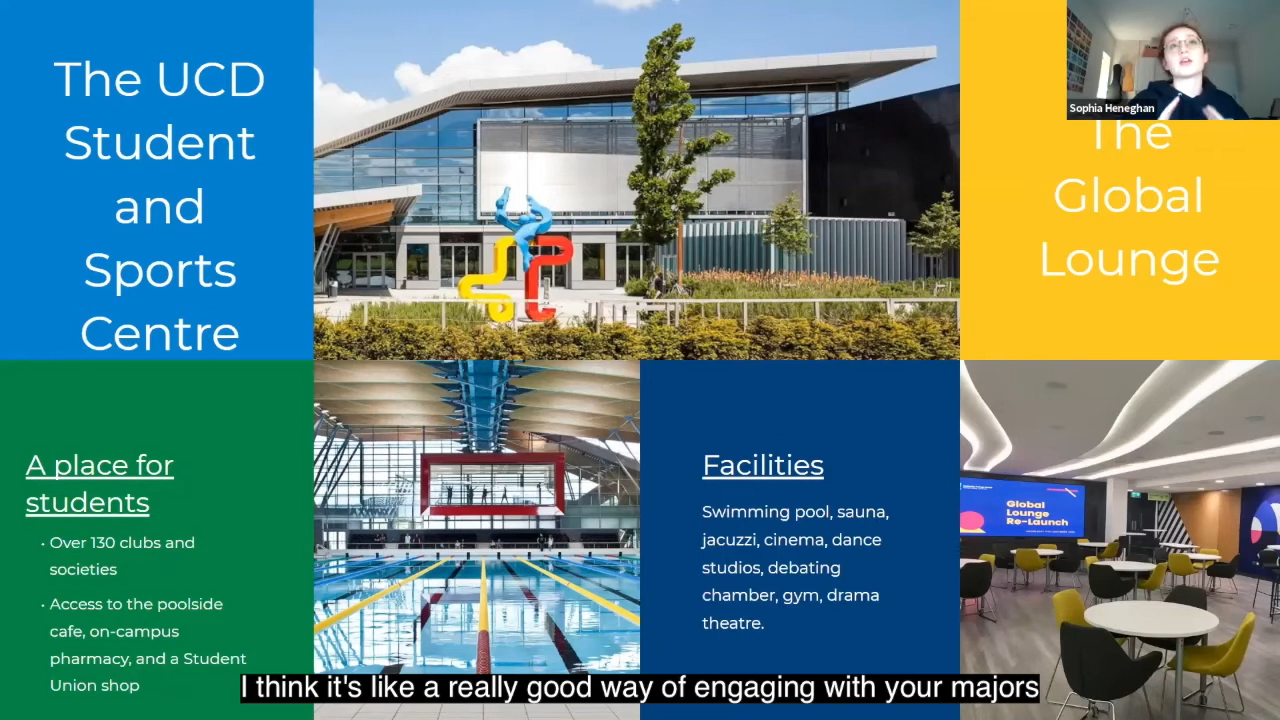 The UCD
Student
and
Sports
Centre
Sophia Heneghan
The
Global
Lounge
A place for
students
· Over 130 clubs and
societies
· Access to the poolside
cafe, on-campus
pharmacy, and a Student
Union shop
Facilities
Swimming pool, sauna,
jacuzzi, cinema, dance
studios, debating
chamber, gym, drama
theatre.
Global
Lounge
Re-Launch
I think it's like a really good way of engaging with your majors